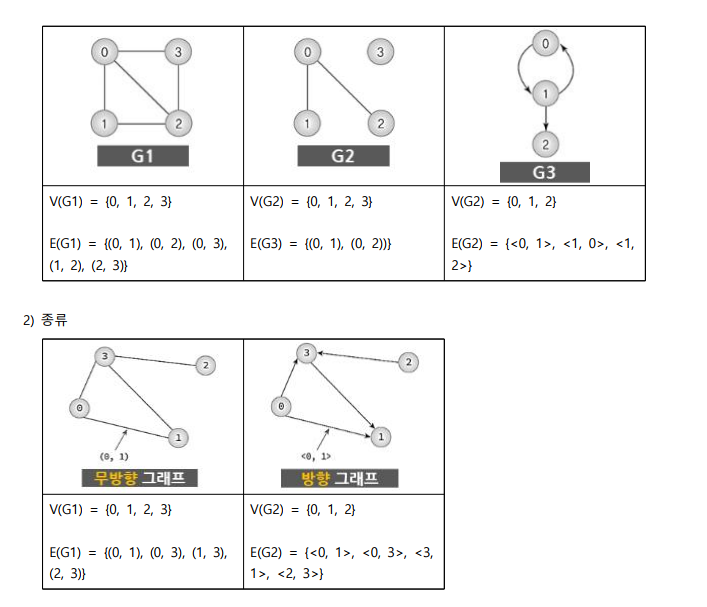 0 3
1 2
G1
0 3
1 2
G2
0
1
2
G3
V(G1) = {0, 1, 2, 3}
E(G1) = {(0, 1), (0, 2), (0, 3),
(1, 2), (2, 3)}
V(G2) = {0, 1, 2, 3}
E(G3) = {(0, 1), (0, 2))}
V(G2) = {0, 1, 2}
E(G2) = {<0, 1>, <1, 0>, <1,
2>}
2) 종류
3
2
0
1
(0, 1)
무방향 그래프
3
2
0
1
<0, 1>
방향 그래프
V(G1) = {0, 1, 2, 3}
E(G1) = {(0, 1), (0, 3), (1, 3),
(2, 3)}
V(G2) = {0, 1, 2}
E(G2) = {<0, 1>, <0, 3>, <3,
1>, <2, 3>}